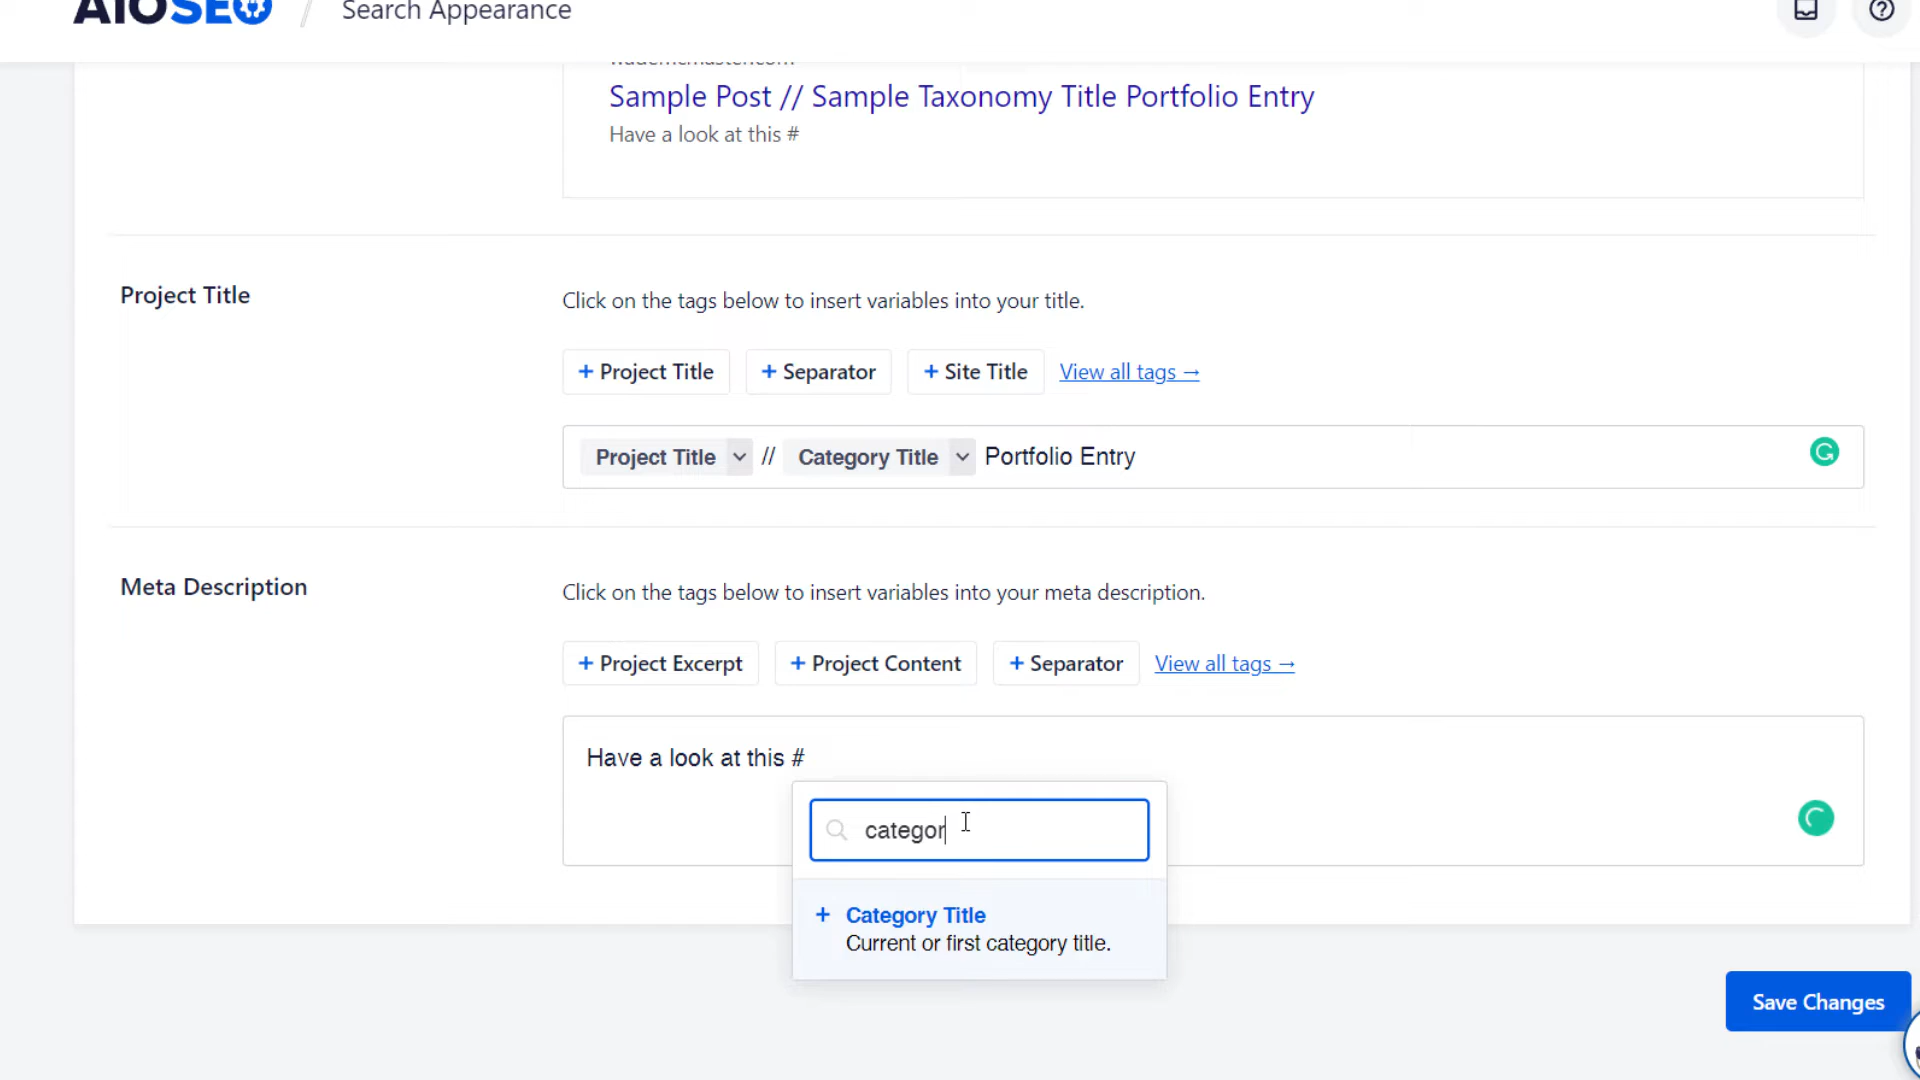 AIOSEO / Search Appearance
wademcmaster.com
Sample Post // Sample Taxonomy Title Portfolio Entry
Have a look at this #
Project Title
Click on the tags below to insert variables into your title.
+ Project Title + Separator + Site Title View all tags →
Project Title // Category Title Portfolio Entry
Meta Description
Click on the tags below to insert variables into your meta description.
+ Project Excerpt + Project Content + Separator View all tags →
Have a look at this #
categor
+ Category Title
Current or first category title.
Save Changes